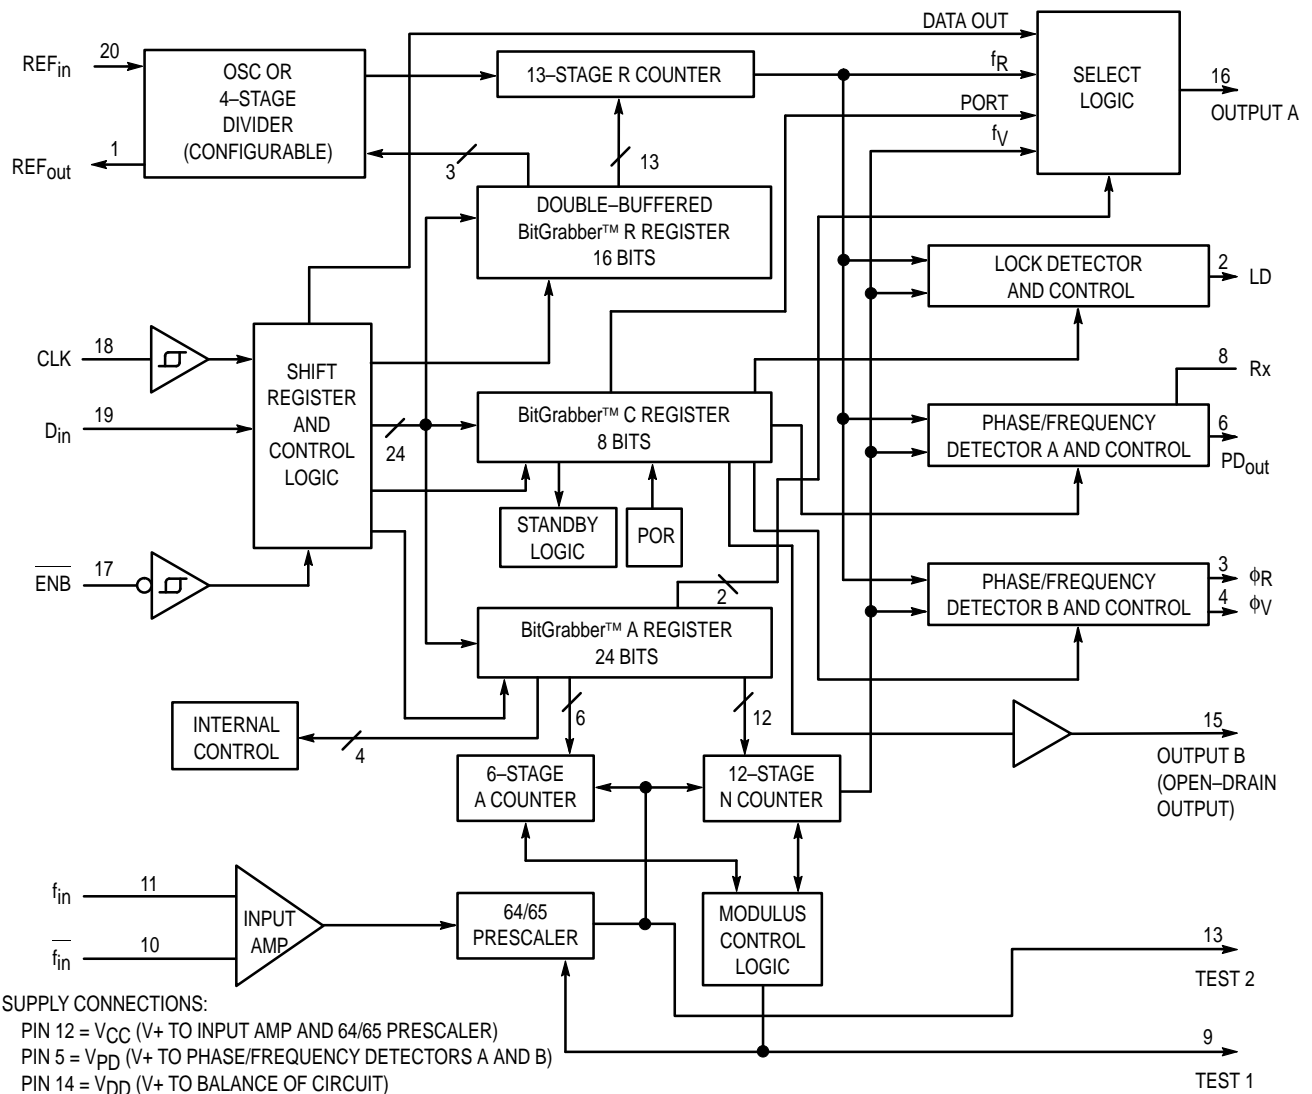 DATA OUT
20
REFin
OSC OR
4–STAGE
DIVIDER
(CONFIGURABLE)
13–STAGE R COUNTER
fR
SELECT
LOGIC
16
OUTPUT A
PORT
fV
1
REFout
3
13
DOUBLE–BUFFERED
BitGrabber™ R REGISTER
16 BITS
LOCK DETECTOR
AND CONTROL
2
LD
CLK
18
SHIFT
REGISTER
AND
CONTROL
LOGIC
8
Rx
Din
19
24
BitGrabber™ C REGISTER
8 BITS
PHASE/FREQUENCY
DETECTOR A AND CONTROL
6
PDout
STANDBY
LOGIC
POR
ENB
17
2
PHASE/FREQUENCY
DETECTOR B AND CONTROL
3
ϕR
4
ϕV
BitGrabber™ A REGISTER
24 BITS
INTERNAL
CONTROL
4
6
12
15
OUTPUT B
(OPEN–DRAIN
OUTPUT)
6–STAGE
A COUNTER
12–STAGE
N COUNTER
fin
11
INPUT
AMP
fin
10
64/65
PRESCALER
MODULUS
CONTROL
LOGIC
13
TEST 2
9
TEST 1
SUPPLY CONNECTIONS:
PIN 12 = VCC (V+ TO INPUT AMP AND 64/65 PRESCALER)
PIN 5 = VPD (V+ TO PHASE/FREQUENCY DETECTORS A AND B)
PIN 14 = VDD (V+ TO BALANCE OF CIRCUIT)